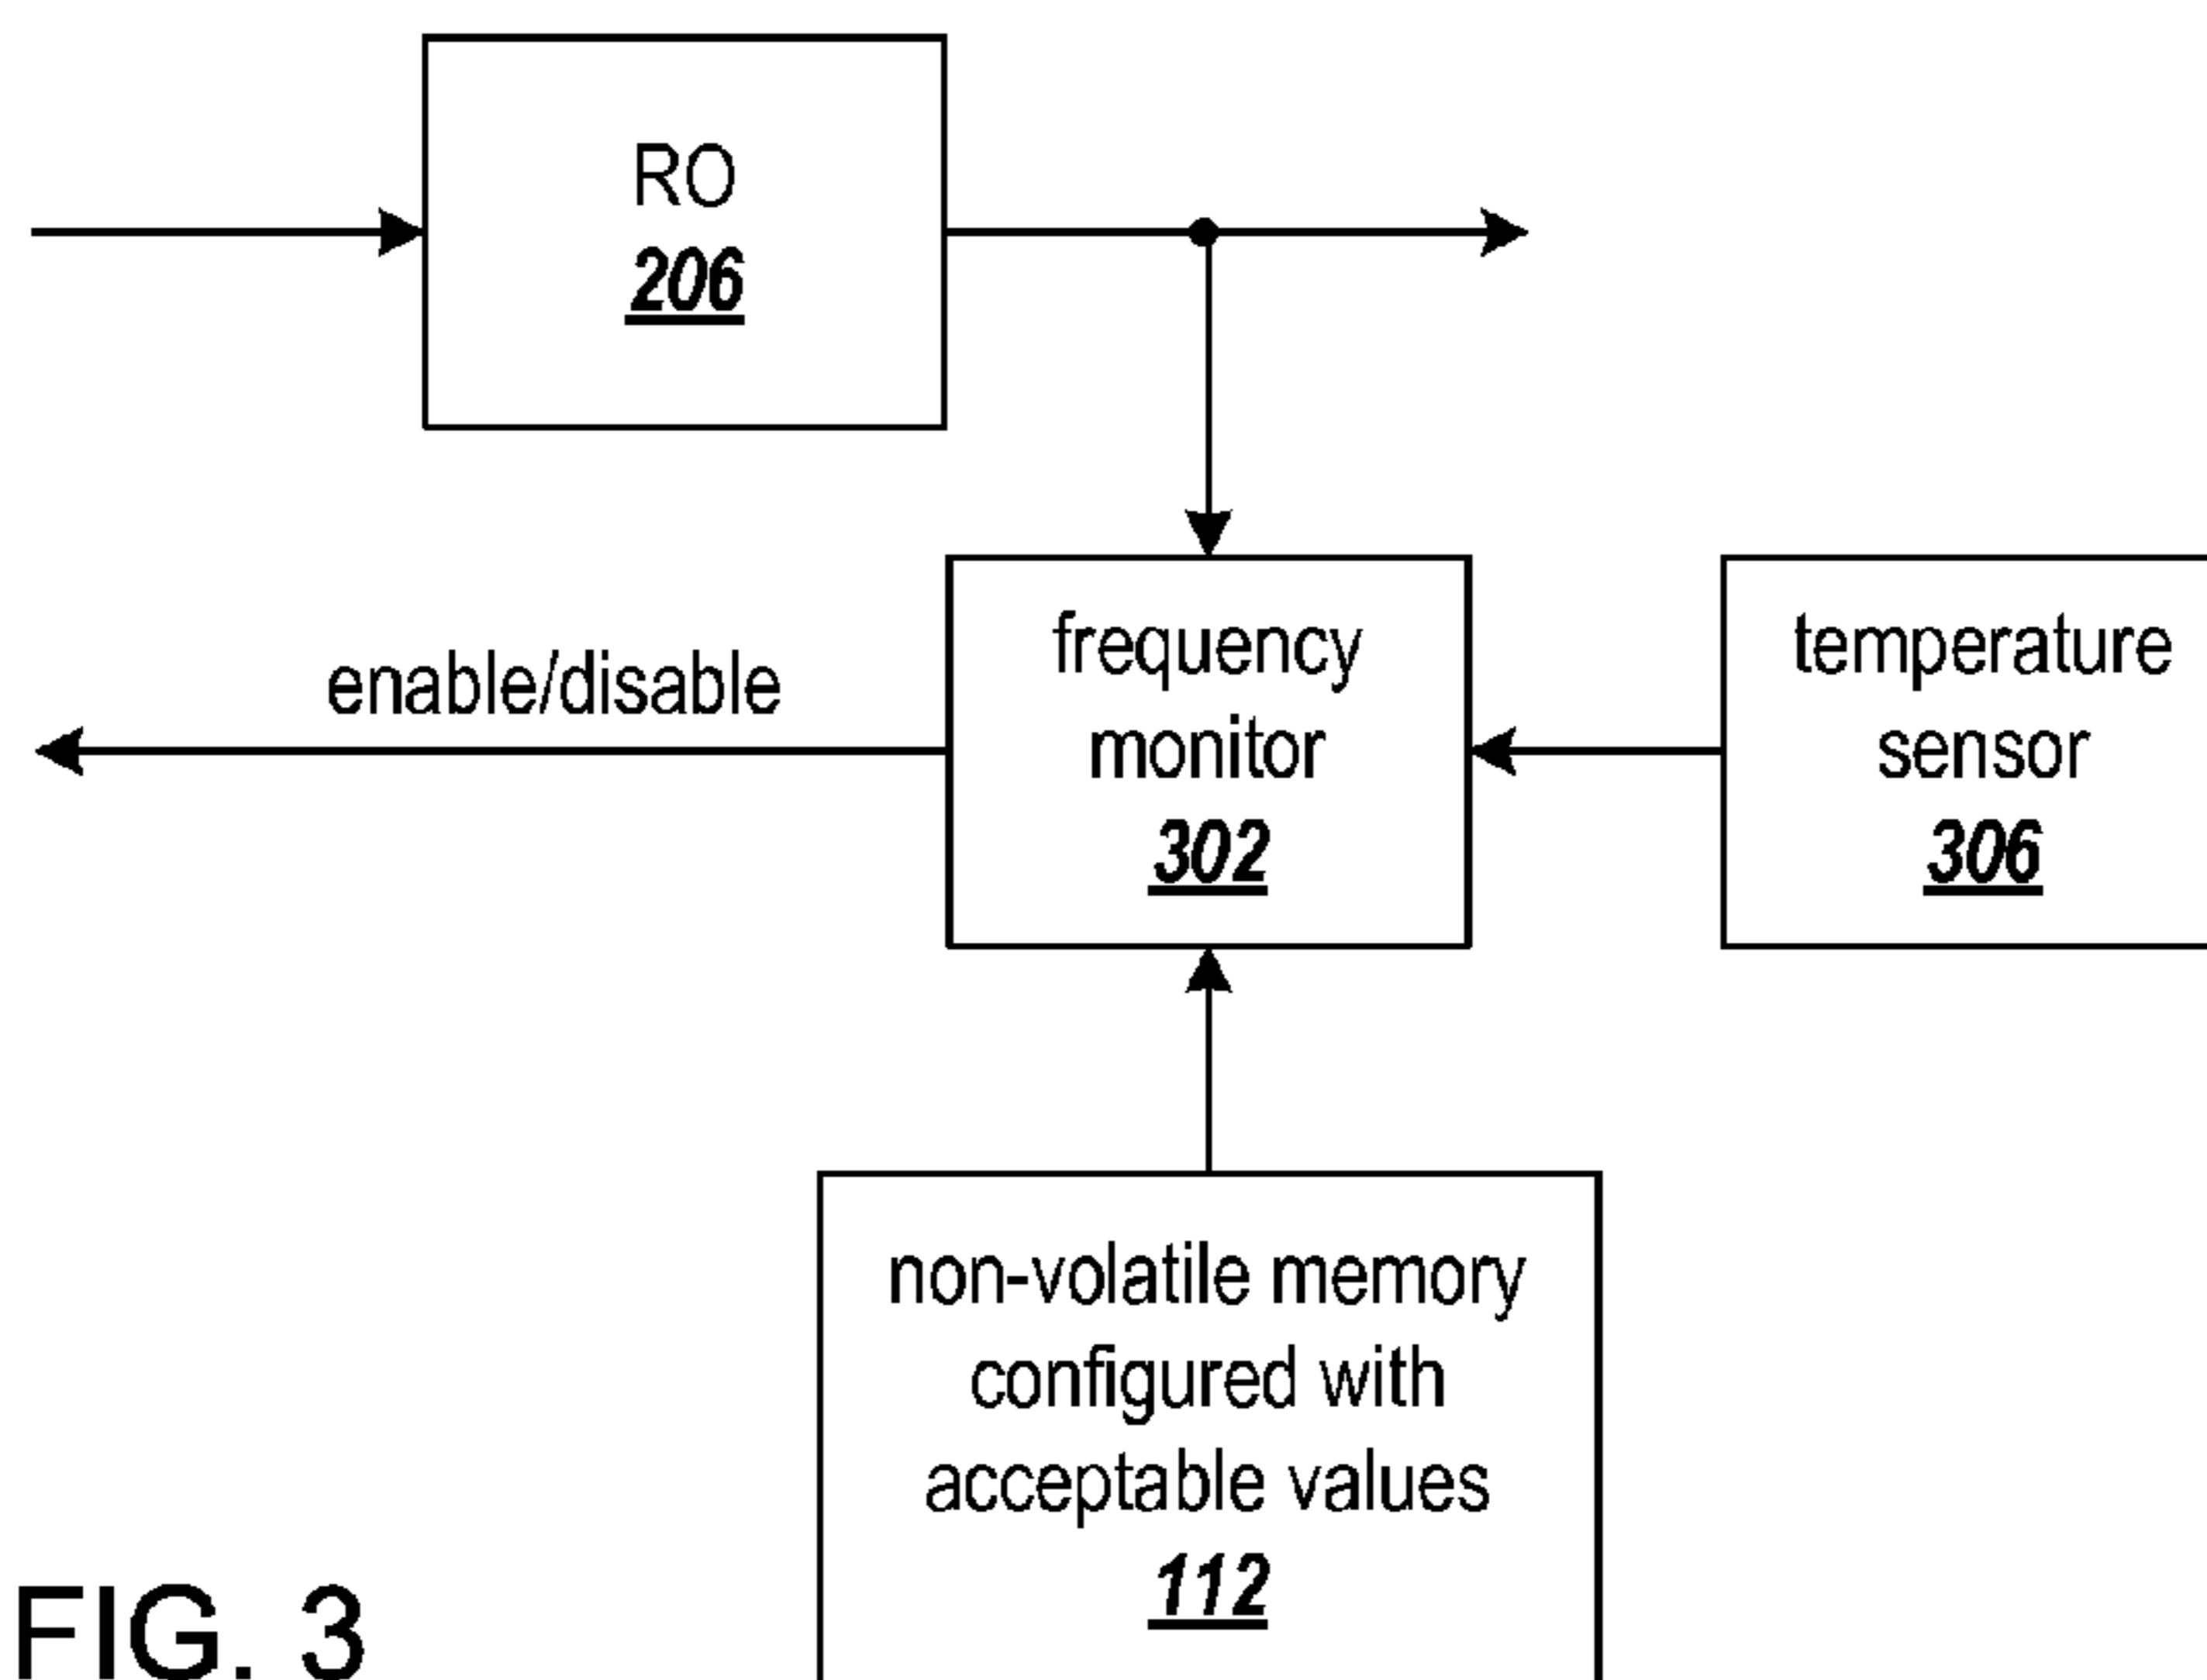 RO
206
enable/disable
frequency
monitor
302
temperature
sensor
306
non-volatile memory
configured with
acceptable values
112
FIG. 3